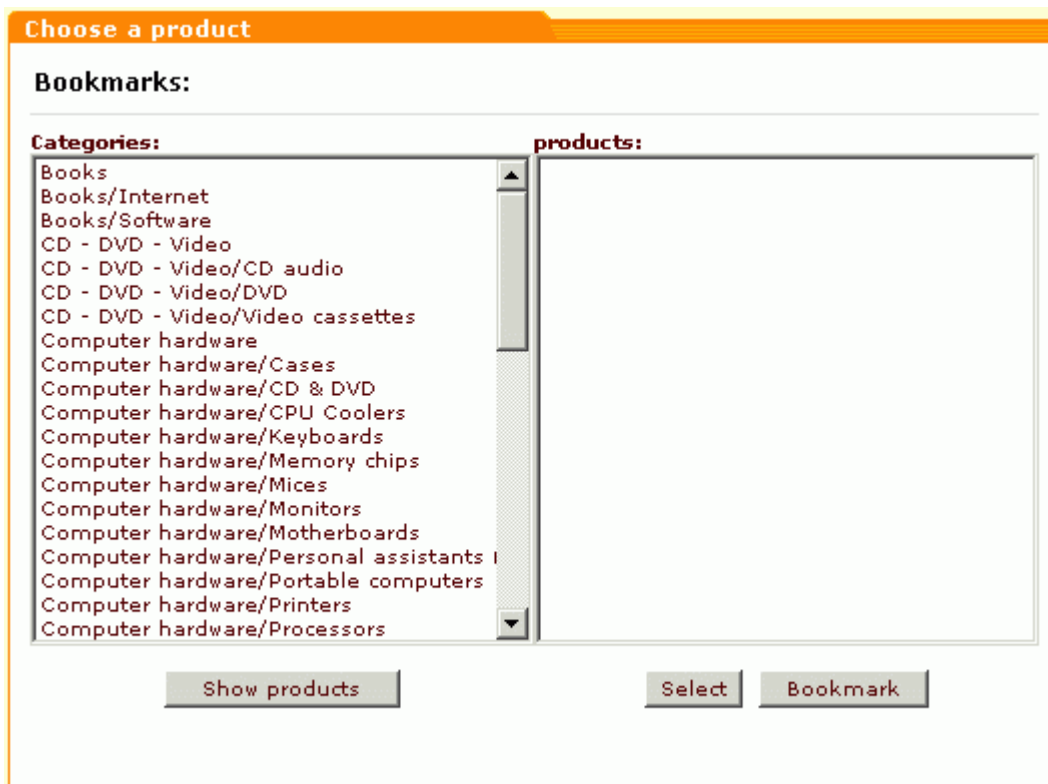 Choose a product
Bookmarks:
Categories:
products:
Books
Books/Internet
Books/Software
CD - DVD - Video
CD - DVD - Video/CD audio
CD - DVD - Video/DVD
CD - DVD - Video/Video cassettes
Computer hardware
Computer hardware/Cases
Computer hardware/CD & DVD
Computer hardware/CPU Coolers
Computer hardware/Keyboards
Computer hardware/Memory chips
Computer hardware/Mices
Computer hardware/Monitors
Computer hardware/Motherboards
Computer hardware/Personal assistants
Computer hardware/Portable computers
Computer hardware/Printers
Computer hardware/Processors
Show products
Select
Bookmark